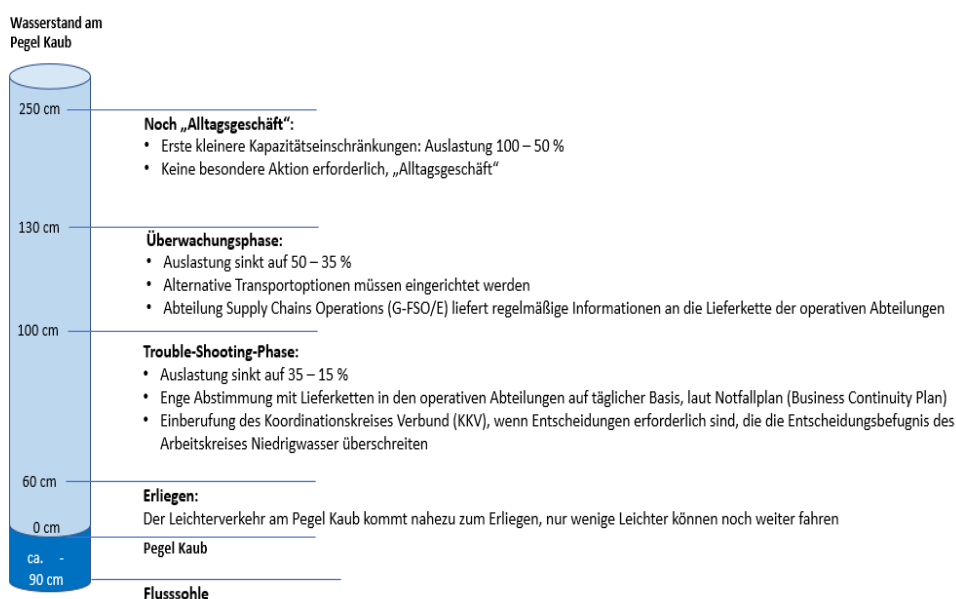 Wasserstand am
Pegel Kaub
250 cm
Noch „Alltagsgeschäft“:
• Erste kleinere Kapazitätseinschränkungen: Auslastung 100 – 50 %
• Keine besondere Aktion erforderlich, „Alltagsgeschäft“
130 cm
Überwachungsphase:
• Auslastung sinkt auf 50 – 35 %
• Alternative Transportoptionen müssen eingerichtet werden
• Abteilung Supply Chains Operations (G-FSO/E) liefert regelmäßige Informationen an die Lieferkette der operativen Abteilungen
100 cm
Trouble-Shooting-Phase:
• Auslastung sinkt auf 35 – 15 %
• Enge Abstimmung mit Lieferketten in den operativen Abteilungen auf täglicher Basis, laut Notfallplan (Business Continuity Plan)
• Einberufung des Koordinationskreises Verbund (KKV), wenn Entscheidungen erforderlich sind, die die Entscheidungsbefugnis des
Arbeitskreises Niedrigwasser überschreiten
60 cm
Erliegen:
Der Leichterverkehr am Pegel Kaub kommt nahezu zum Erliegen, nur wenige Leichter können noch weiter fahren
0 cm
Pegel Kaub
ca. -
90 cm
Flusssohle